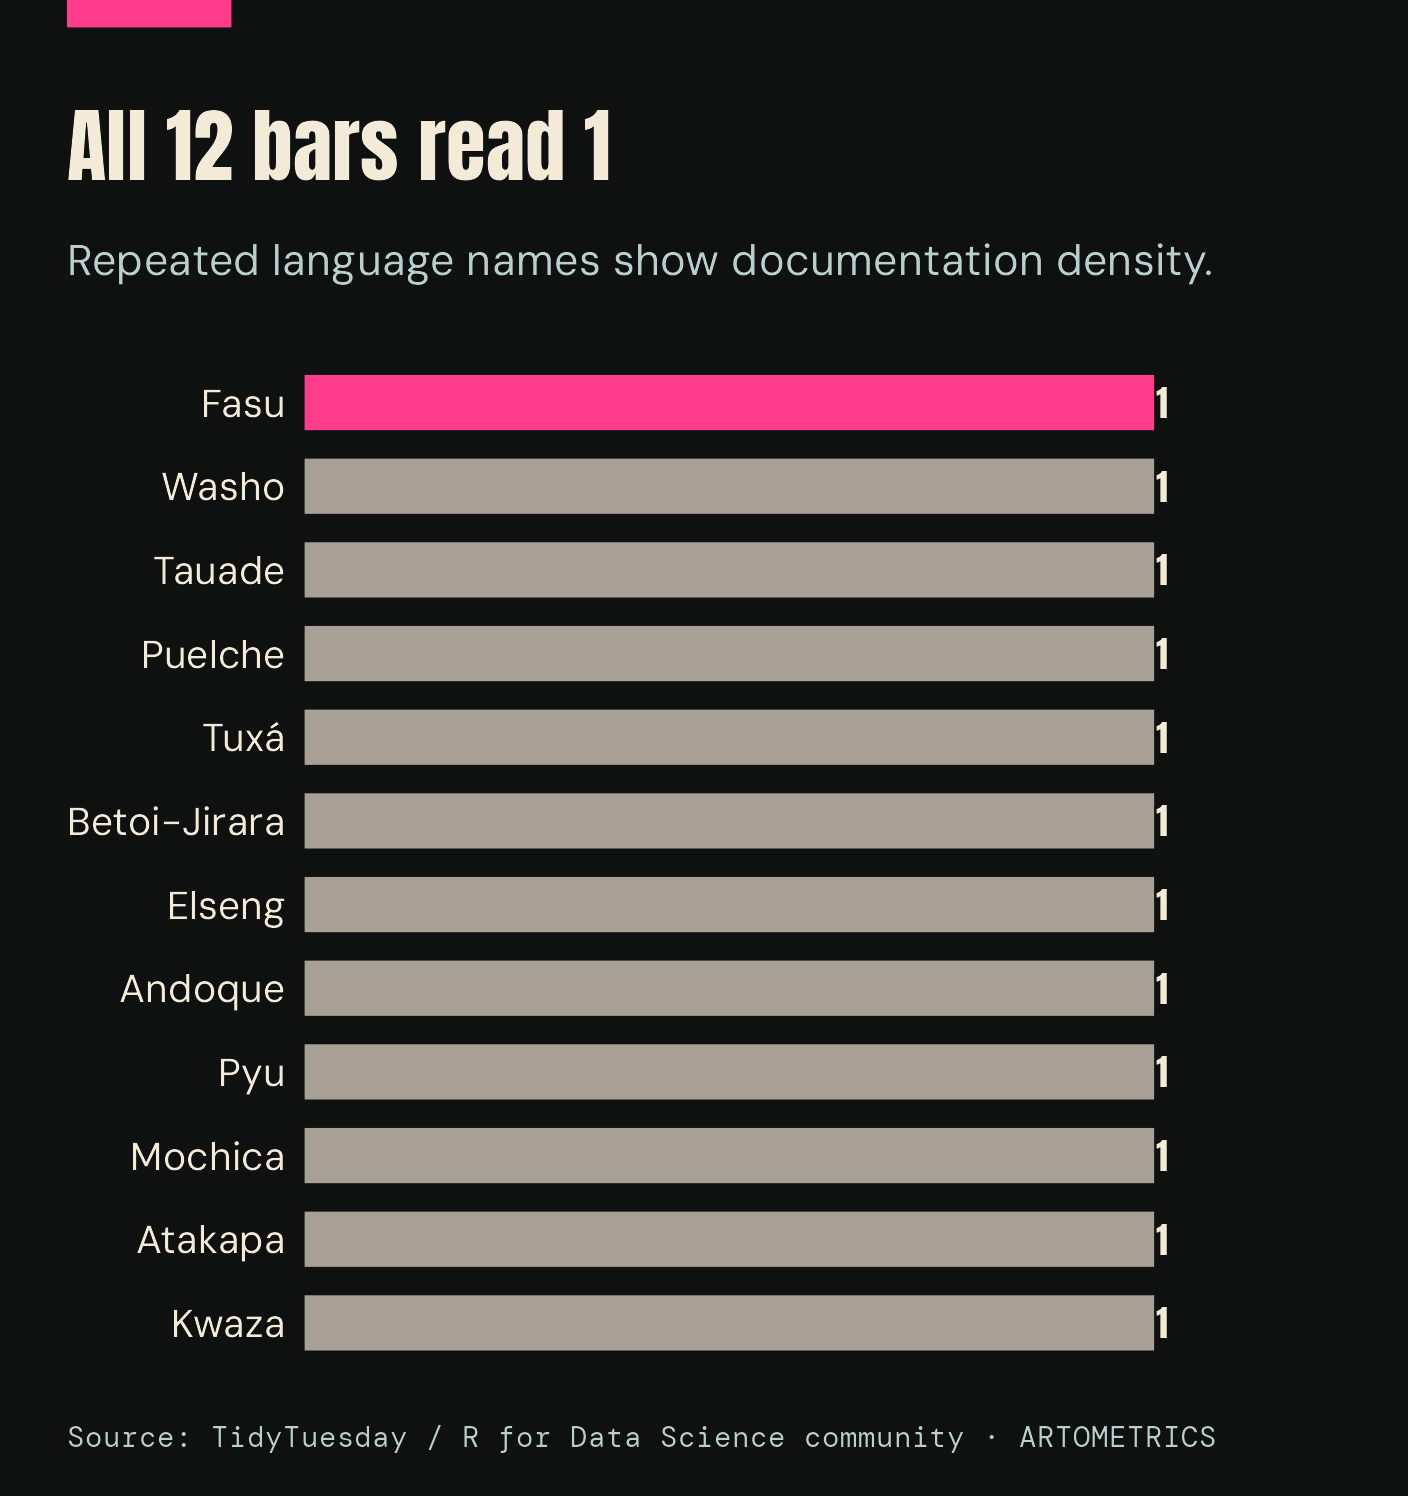 All 12 bars read 1
Repeated language names show documentation density.
Fasu 1
Washo 1
Tauade 1
Puelche 1
Tuxá 1
Betoi-Jirara 1
Elseng 1
Andoque 1
Pyu 1
Mochica 1
Atakapa 1
Kwaza 1
Source: TidyTuesday / R for Data Science community · ARTOMETRICS